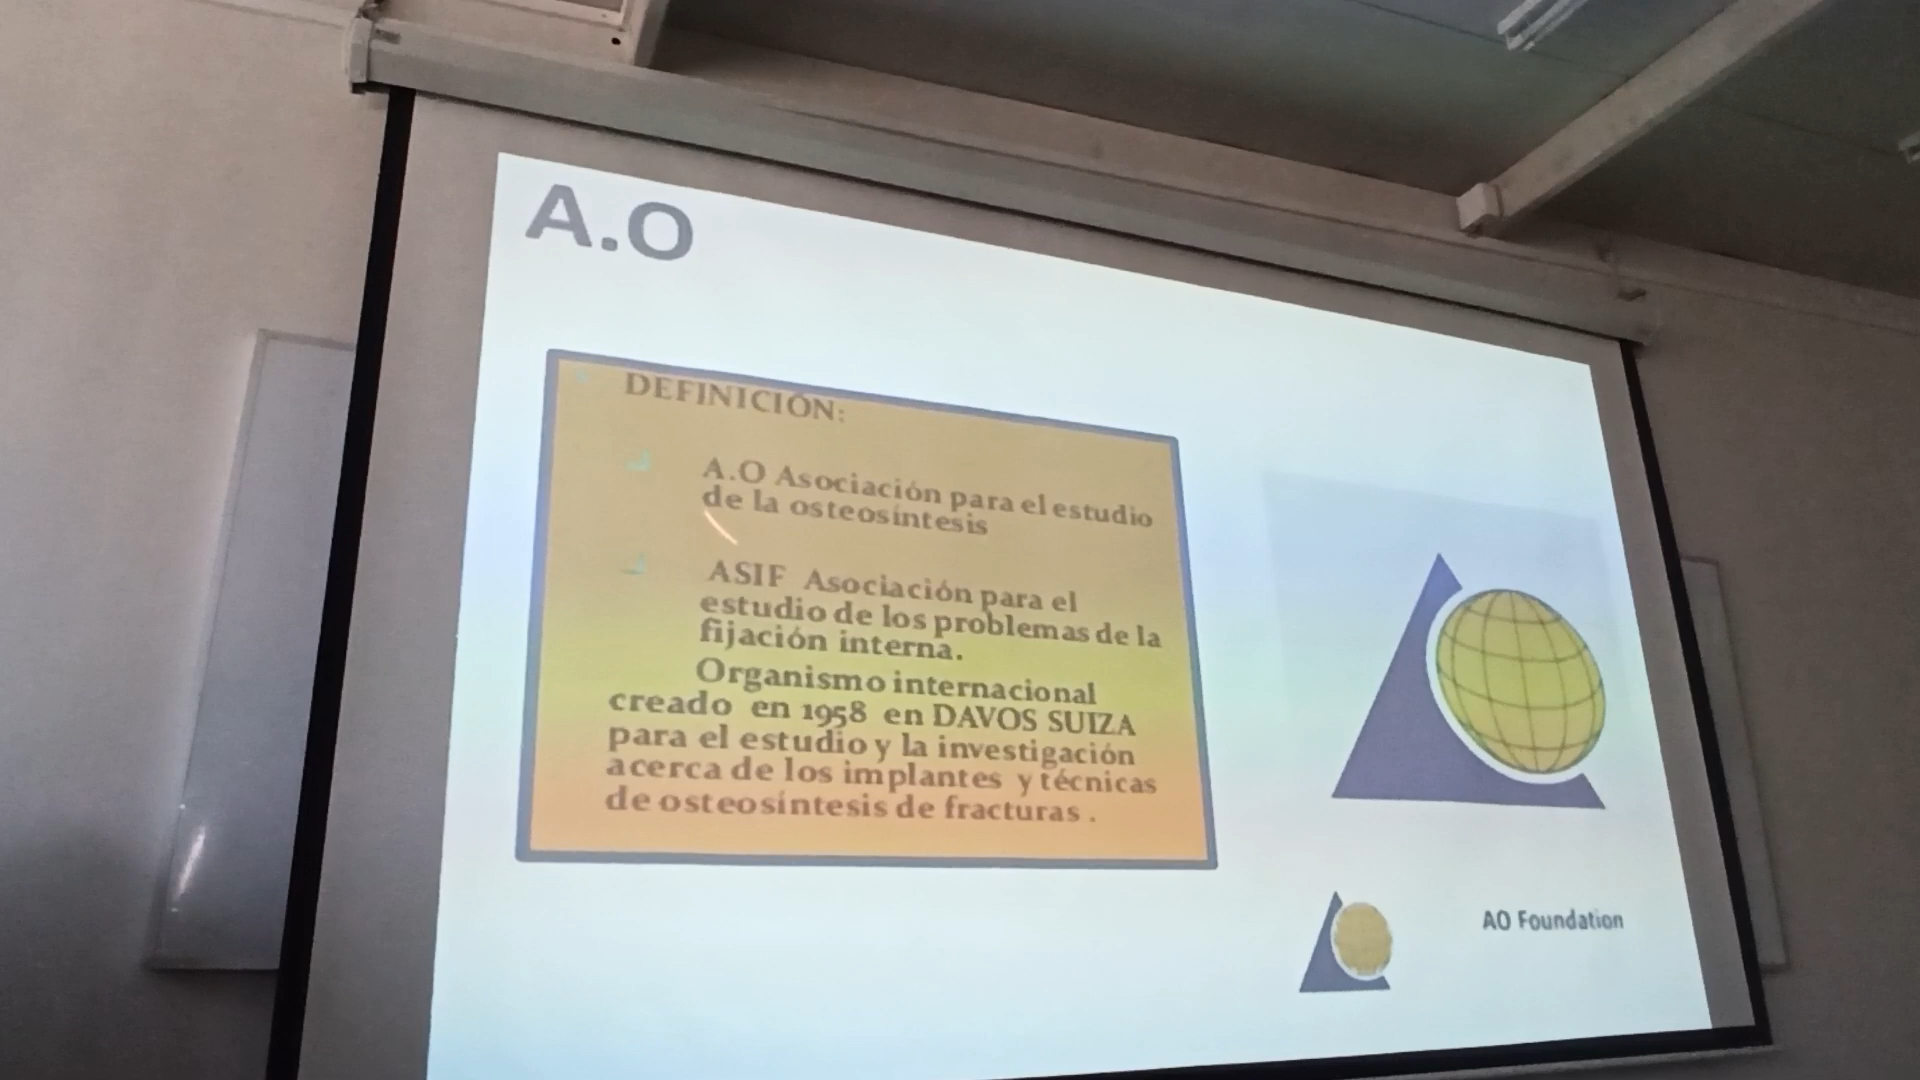 A.O
DEFINICIÓN:
A.O Asociación para el estudio
de la osteosíntesis
ASIF Asociación para el
estudio de los problemas de la
fijación interna.
Organismo internacional
creado en 1958 en DAVOS SUIZA
para el estudio y la investigación
acerca de los implantes y técnicas
de osteosíntesis de fracturas .
AO Foundation